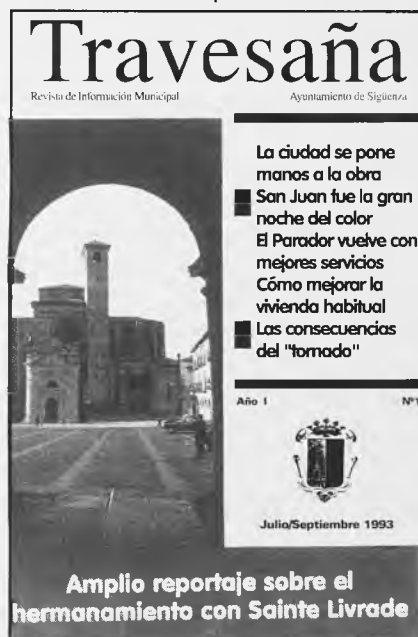 Travesaña
Revista de Información Municipal
Ayuntamiento de Sigüenza
La ciudad se pone
manos a la obra
San Juan fue la gran
noche del color
El Parador vuelve con
mejores servicios
Cómo mejorar la
vivienda habitual
Las consecuencias
del "tornado"
Año I
Nº1
Julio/Septiembre 1993
Amplio reportaje sobre el
hermanamiento con Sainte Livrade